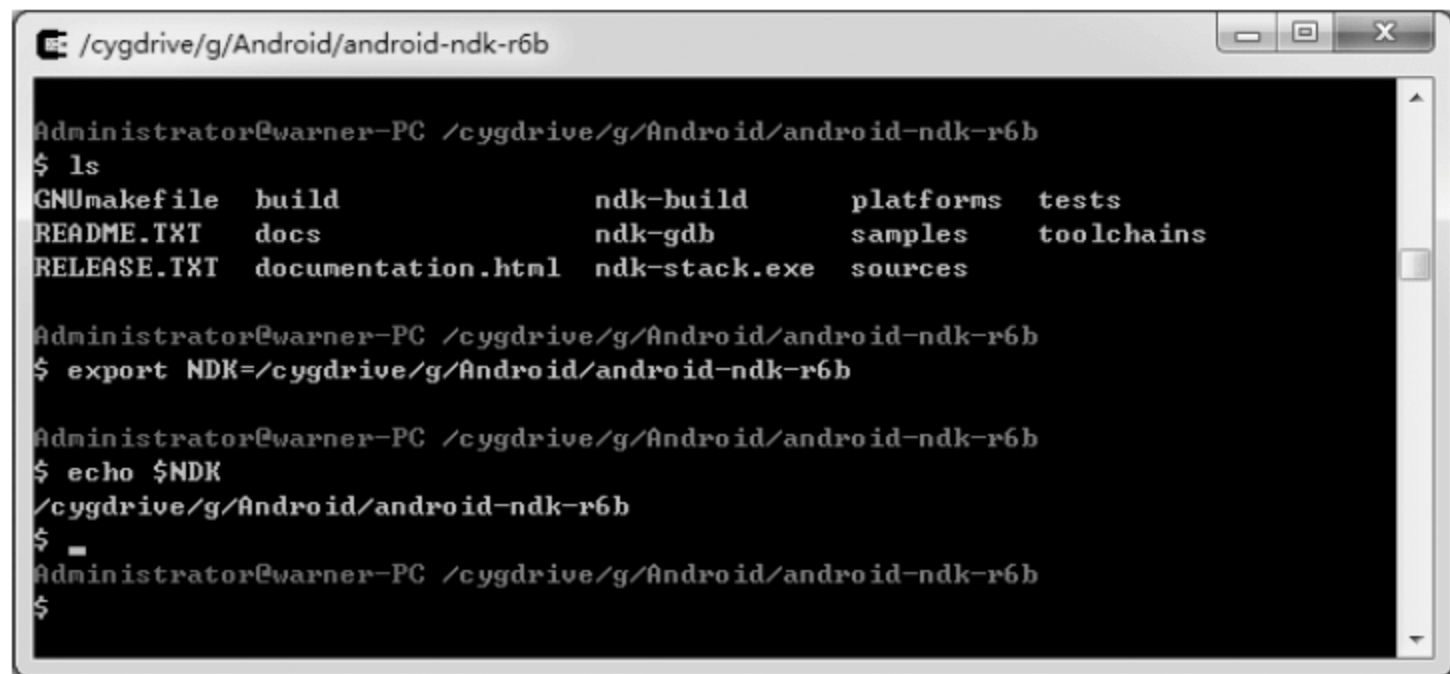 /cygdrive/g/Android/android-ndk-r6b
Administrator@warner-PC /cygdrive/g/Android/android-ndk-r6b
$ ls
GNUmakefile build ndk-build platforms tests
README.TXT docs ndk-gdb samples toolchains
RELEASE.TXT documentation.html ndk-stack.exe sources
Administrator@warner-PC /cygdrive/g/Android/android-ndk-r6b
$ export NDK=/cygdrive/g/Android/android-ndk-r6b
Administrator@warner-PC /cygdrive/g/Android/android-ndk-r6b
$ echo $NDK
/cygdrive/g/Android/android-ndk-r6b
$ _
Administrator@warner-PC /cygdrive/g/Android/android-ndk-r6b
$